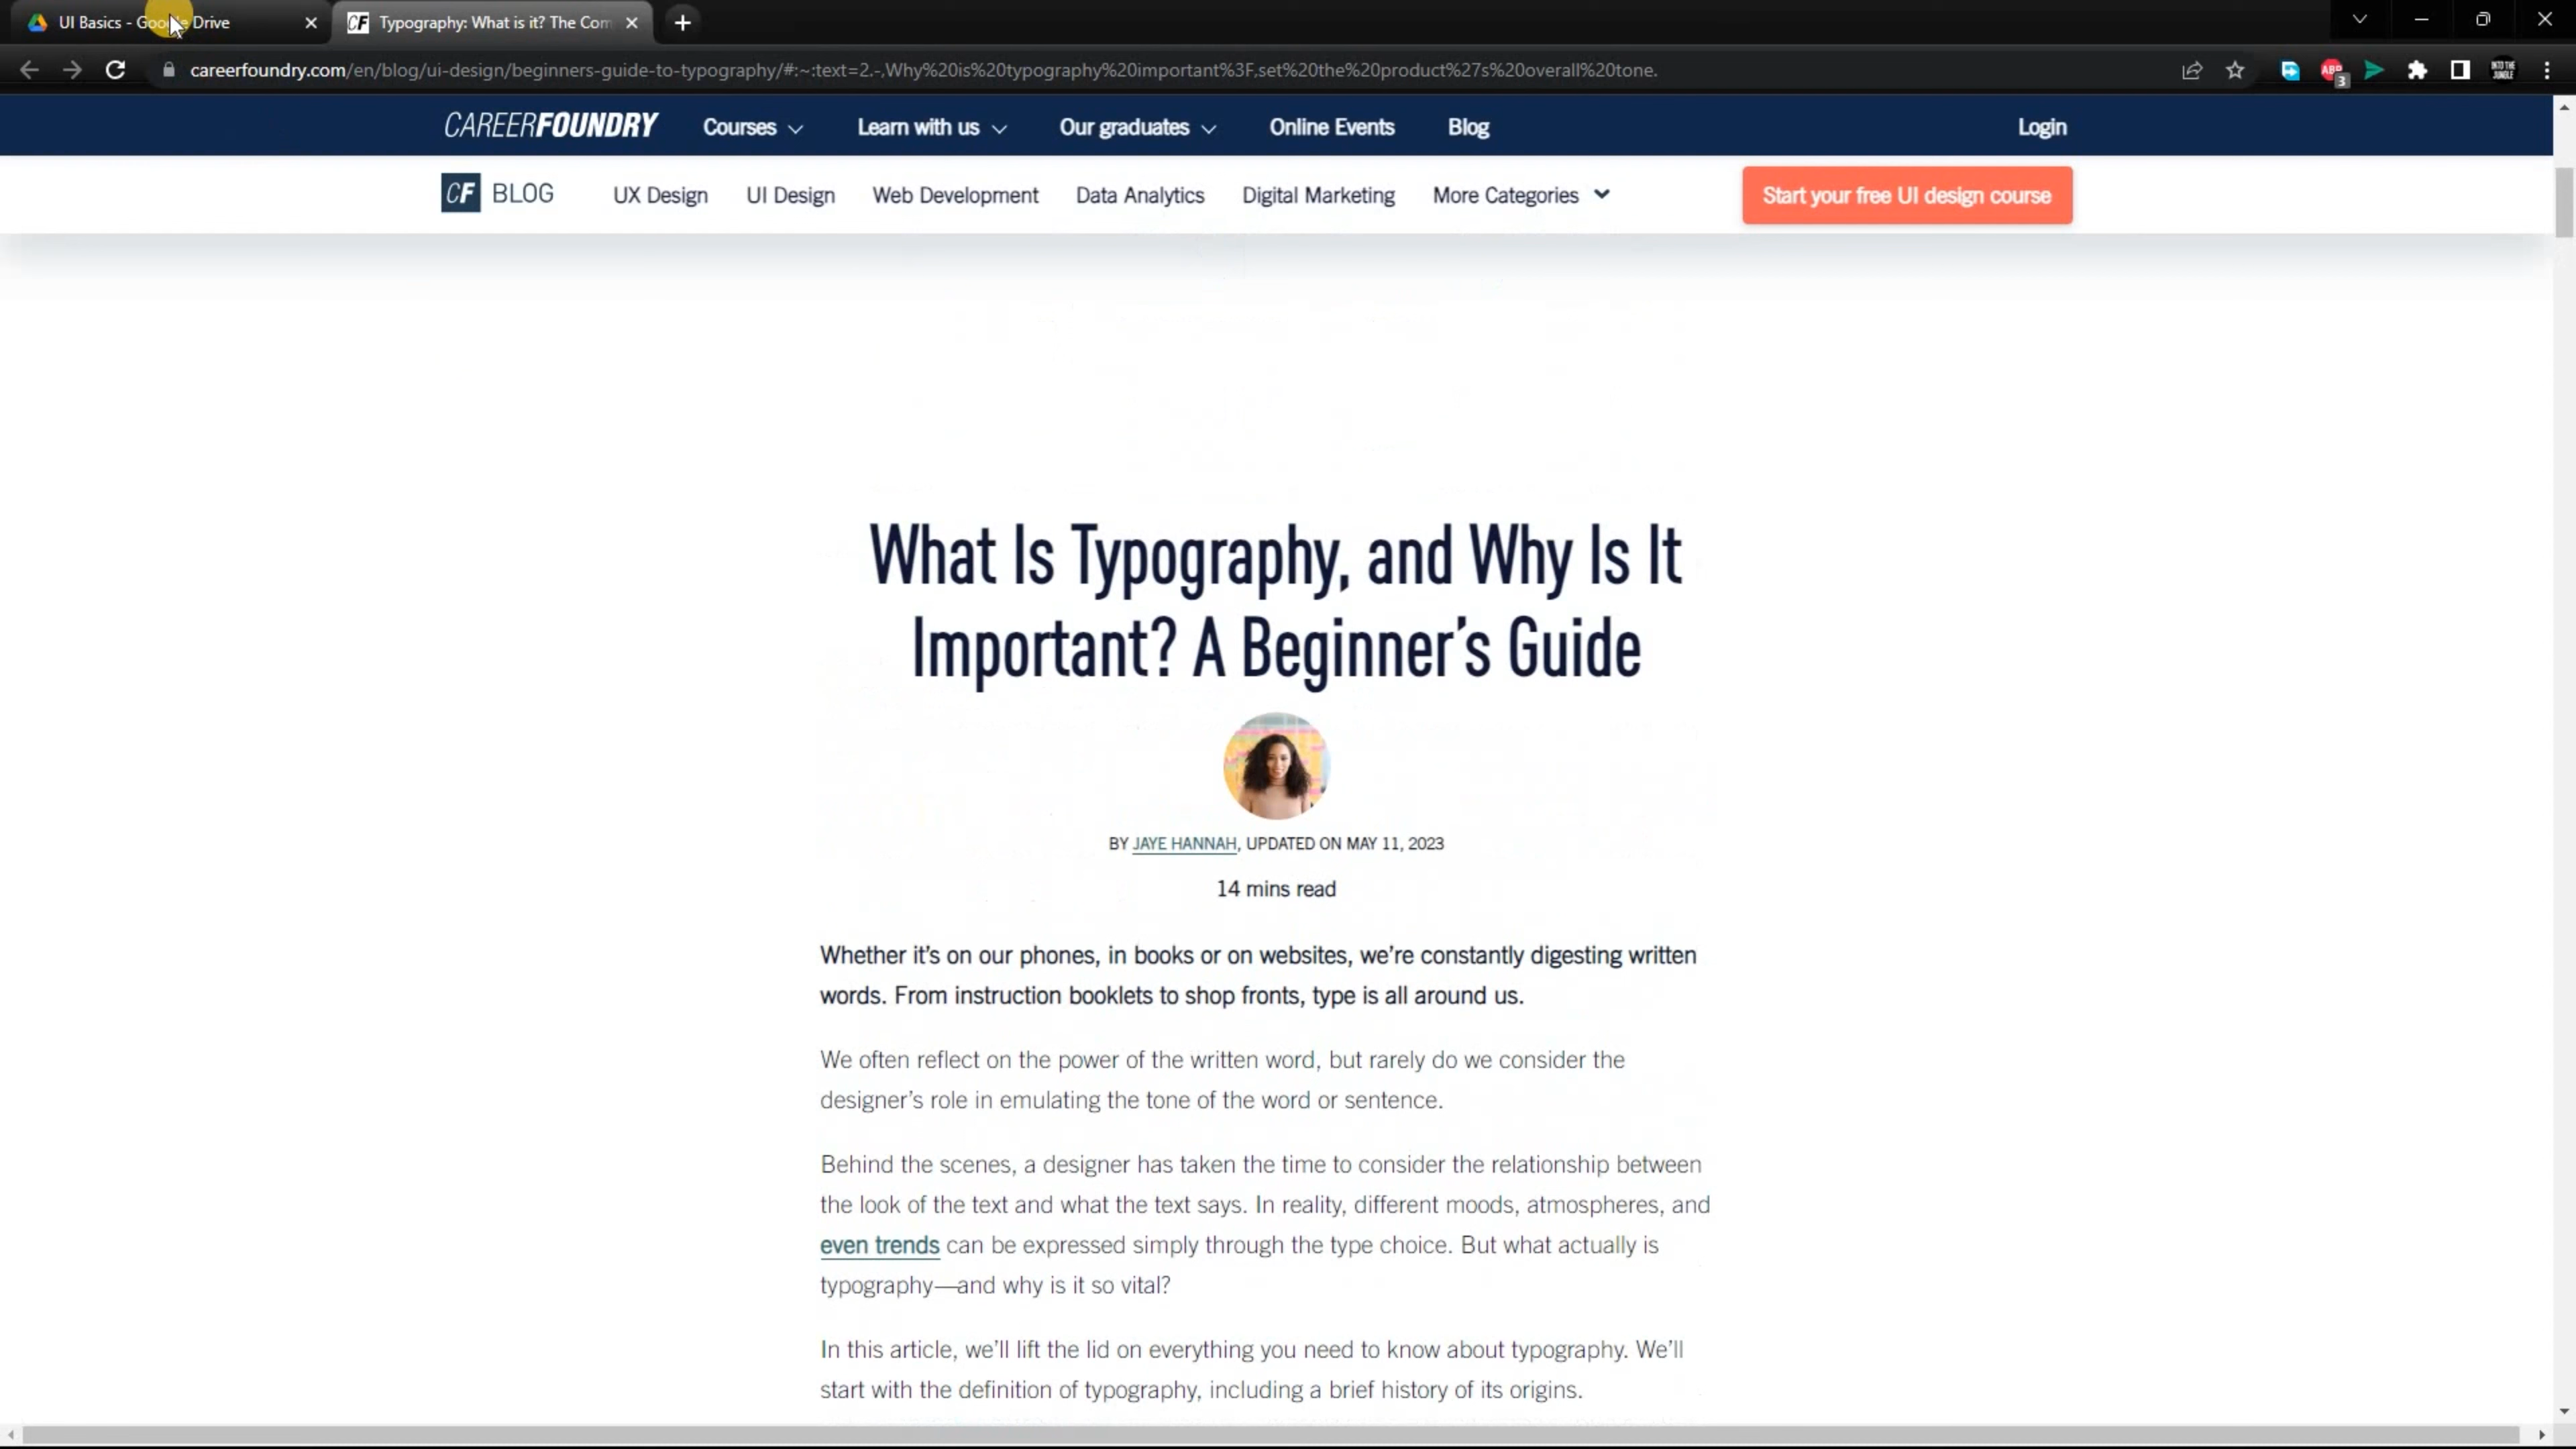 UI Basics - Google Drive
CF Typography: What is it? The Com
careerfoundry.com/en/blog/ui-design/beginners-guide-to-typography/#:~:text=2.-,Why%20is%20typography%20important%3F,set%20the%20product%27s%20overall%20tone.
ABP
3
INTO THE
JUNGLE
CAREERFOUNDRY
Courses
Learn with us
Our graduates
Online Events
Blog
Login
CF BLOG
UX Design
UI Design
Web Development
Data Analytics
Digital Marketing
More Categories
Start your free UI design course
What Is Typography, and Why Is It
Important? A Beginner’s Guide
BY JAYE HANNAH, UPDATED ON MAY 11, 2023
14 mins read
Whether it’s on our phones, in books or on websites, we’re constantly digesting written
words. From instruction booklets to shop fronts, type is all around us.
We often reflect on the power of the written word, but rarely do we consider the
designer’s role in emulating the tone of the word or sentence.
Behind the scenes, a designer has taken the time to consider the relationship between
the look of the text and what the text says. In reality, different moods, atmospheres, and
even trends can be expressed simply through the type choice. But what actually is
typography—and why is it so vital?
In this article, we’ll lift the lid on everything you need to know about typography. We’ll
start with the definition of typography, including a brief history of its origins.